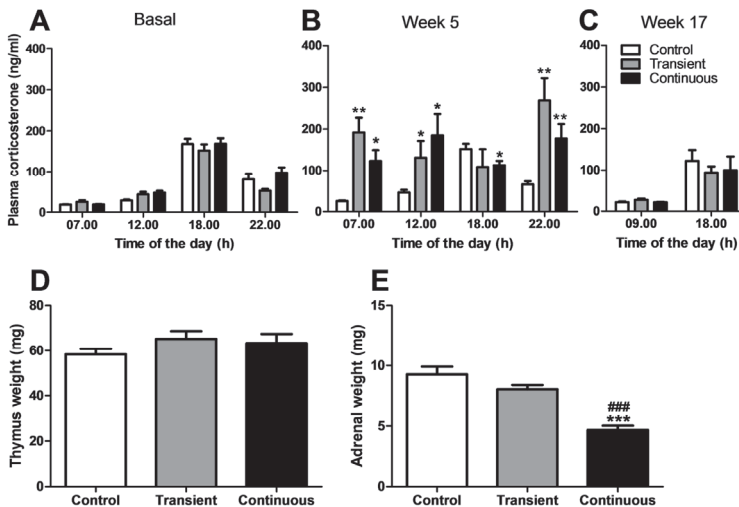 A
Basal
B
Week 5
C
Week 17
Plasma corticosterone (ng/ml)
400
300
200
100
0
07.00 12.00 18.00 22.00
Time of the day (h)
400
300
200
100
0
**
*
*
*
*
**
**
07.00 12.00 18.00 22.00
Time of the day (h)
400
300
200
100
0
Control
Transient
Continuous
09.00 18.00
Time of the day (h)
D
Thymus weight (mg)
80
60
40
20
0
Control Transient Continuous
E
Adrenal weight (mg)
15
10
5
0
###
***
Control Transient Continuous